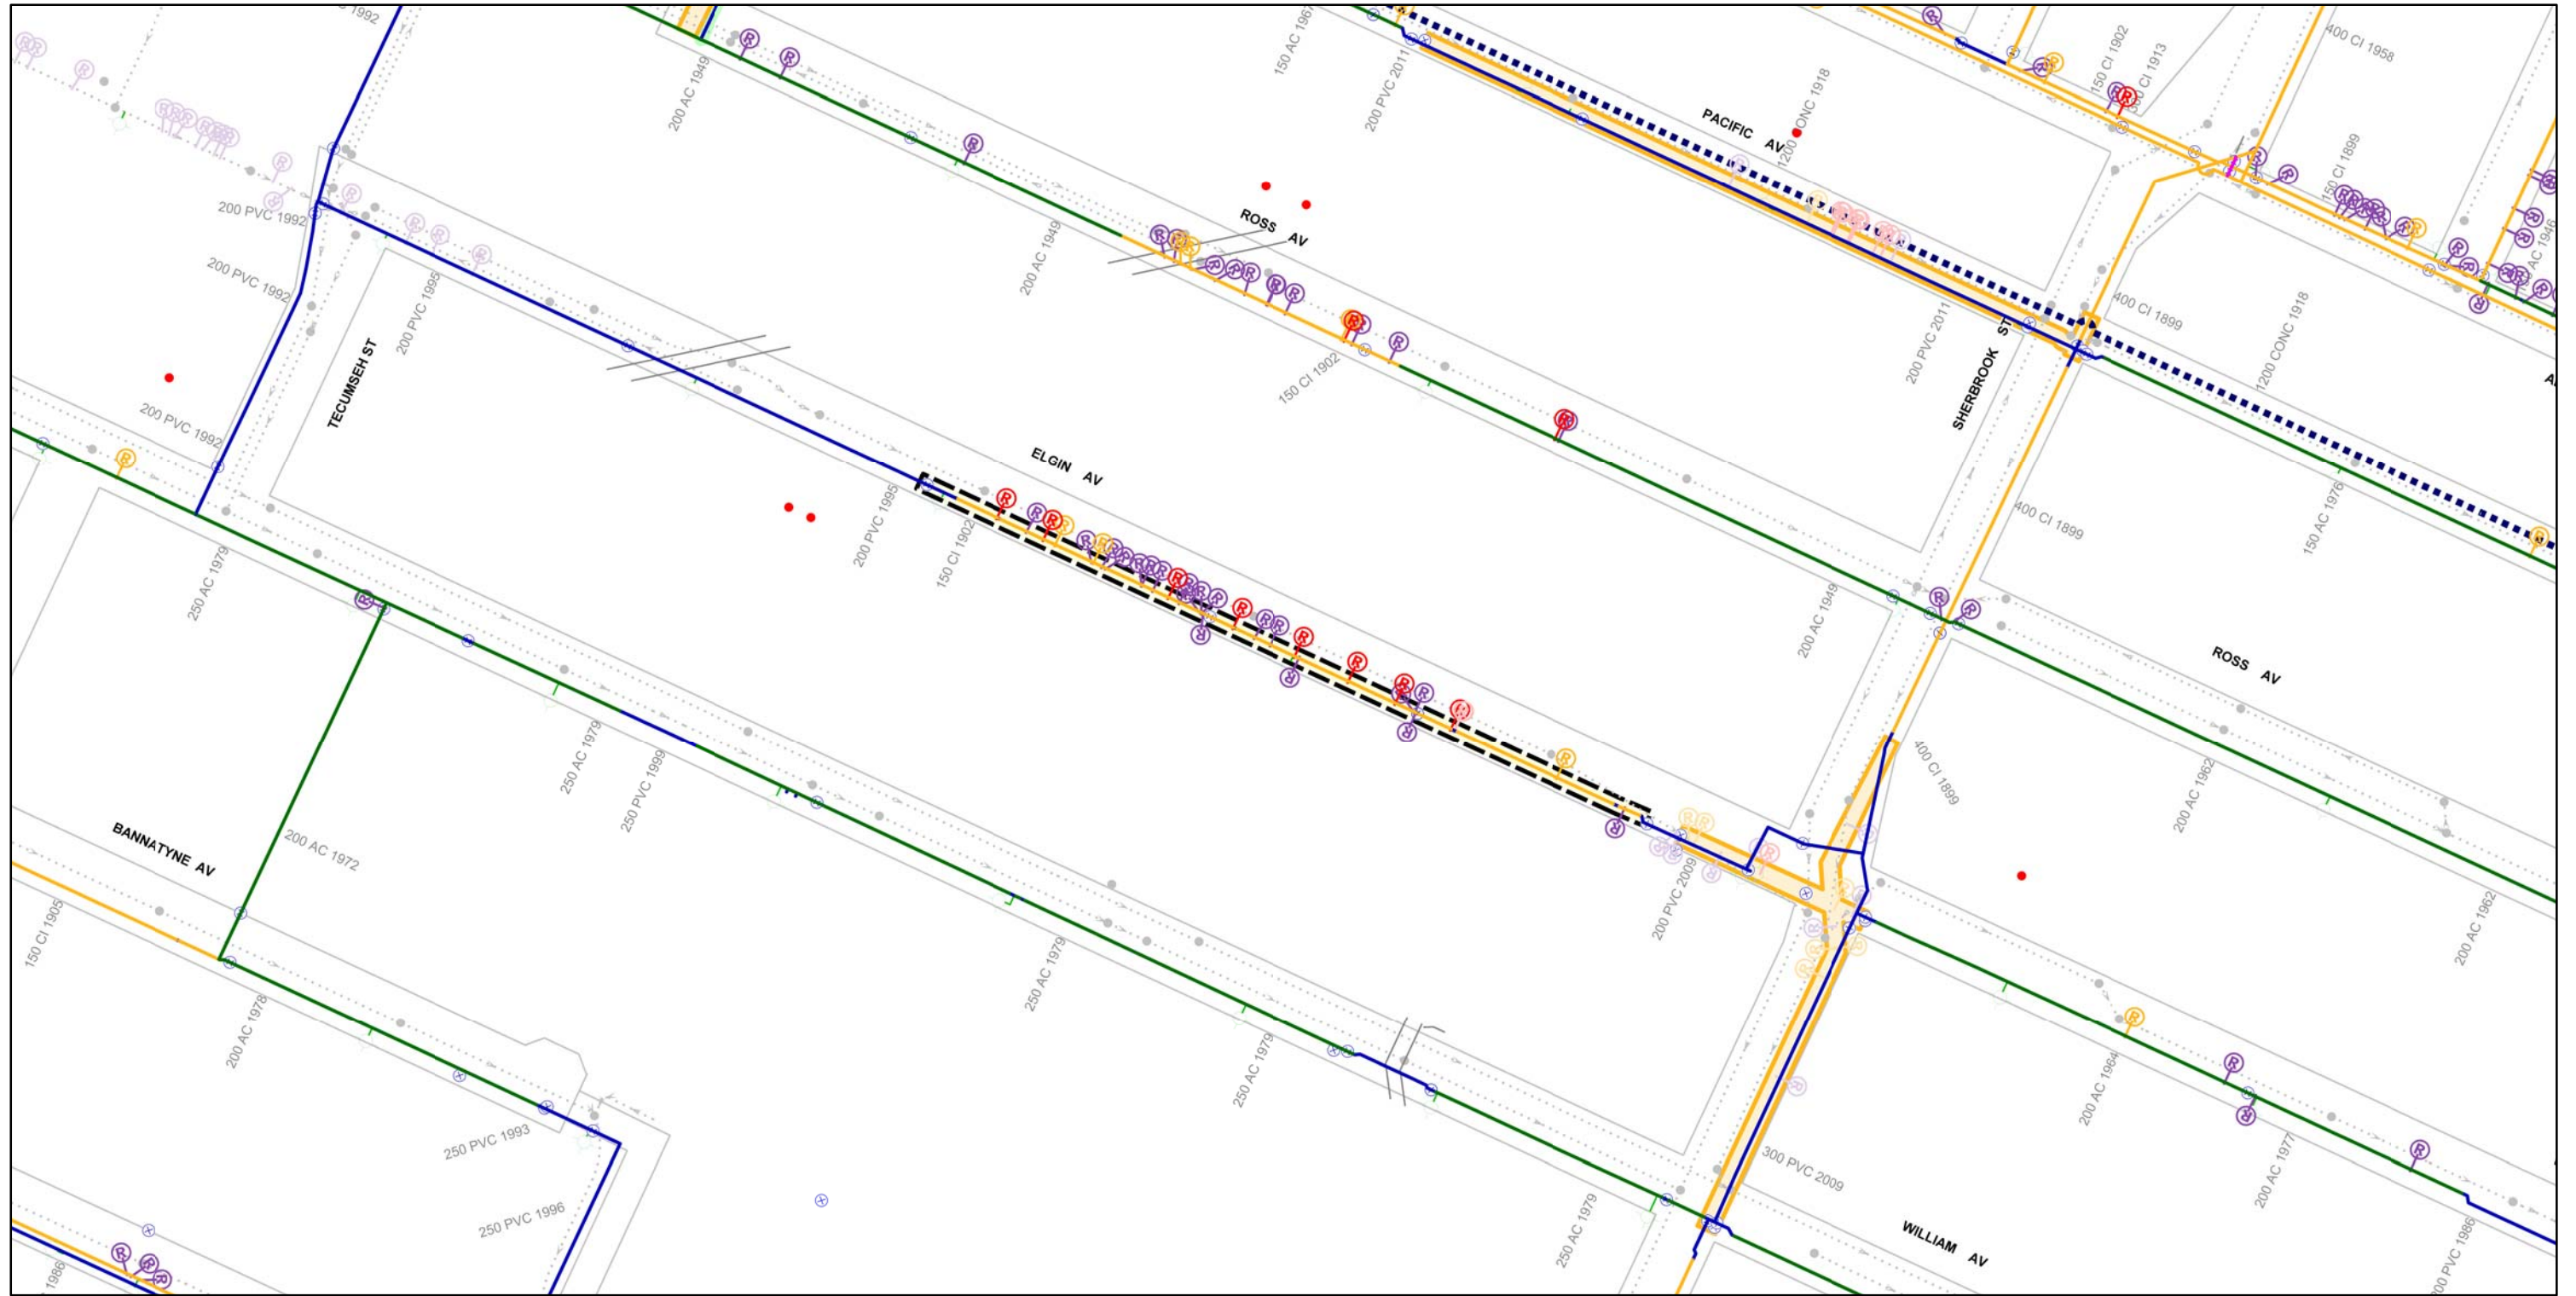 1992
200 AC 1949
150 AC 1967
200 PVC 2011
PACIFIC AV
1200 CONC 1918
150 CI 1902
CI 1913
400 CI 1958
150 CI 1899
AC 1946
200 PVC 1992
200 PVC 1992
200 PVC 1995
ROSS AV
200 AC 1949
150 CI 1902
200 PVC 2011
SHERBROOK ST
400 CI 1899
1200 CONC 1918
200 PVC 1992
TECUMSEH ST
ELGIN AV
200 PVC 1995
150 CI 1902
400 CI 1899
150 AC 1976
250 AC 1979
200 AC 1949
ROSS AV
250 AC 1979
250 PVC 1999
400 CI 1899
200 AC 1962
BANNATYNE AV
200 AC 1972
200 PVC 2009
150 CI 1905
200 AC 1978
250 AC 1979
250 AC 1979
200 AC 1962
200 AC 1964
250 PVC 1993
250 PVC 1996
300 PVC 2009
200 AC 1977
250 AC 1979
WILLIAM AV
1986
200 PVC 1986